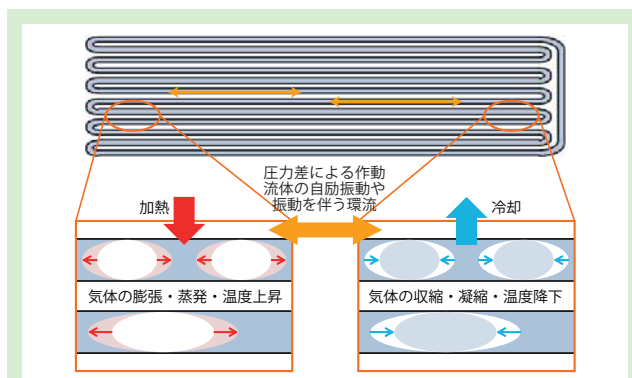 圧力差による作動
流体の自励振動や
振動を伴う環流
加熱
冷却
気体の膨張・蒸発・温度上昇
気体の収縮・凝縮・温度降下